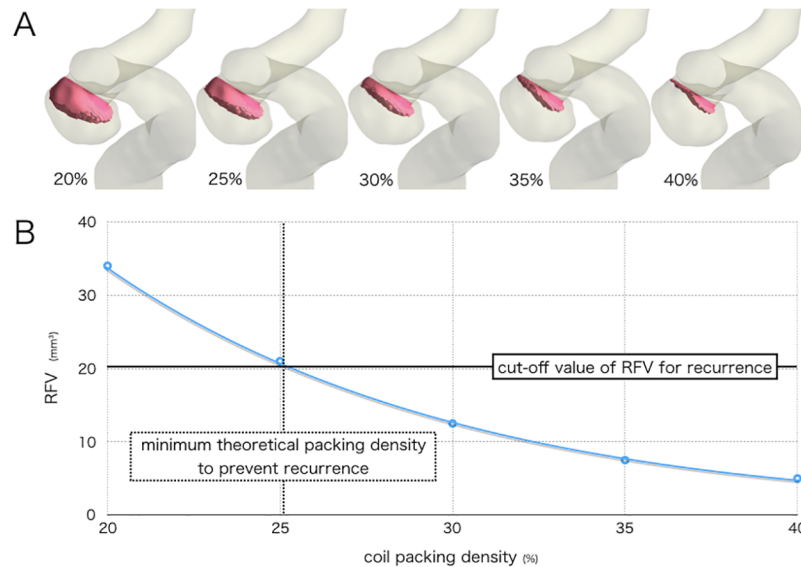 A
20%
25%
30%
35%
40%
B
40
30
20
10
0
RFV (mm³)
cut-off value of RFV for recurrence
minimum theoretical packing density
to prevent recurrence
20
25
30
35
40
coil packing density (%)